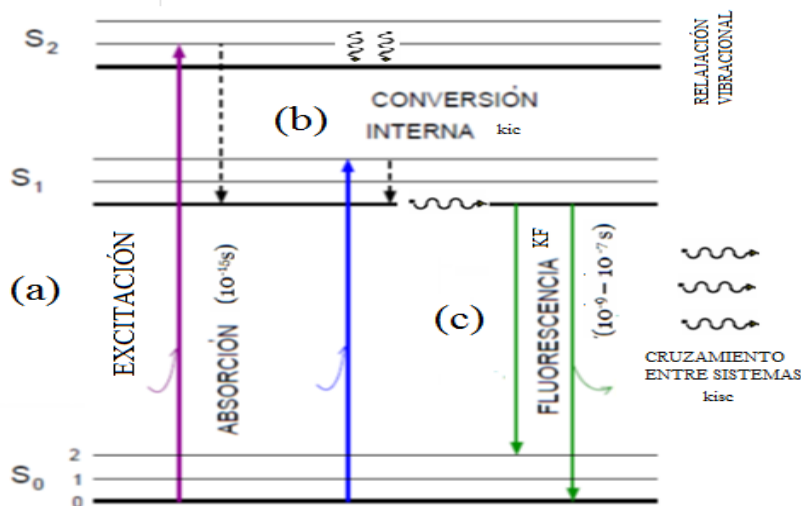 S2
RELAJACIÓN
VIBRACIONAL
CONVERSIÓN
(b)
INTERNA kic
S1
(a)
EXCITACIÓN
ABSORCIÓN (10-15s)
(c)
FLUORESCENCIA KF
(10-9 – 10-7 s)
CRUZAMIENTO
ENTRE SISTEMAS
kisc
S0
2
1
0